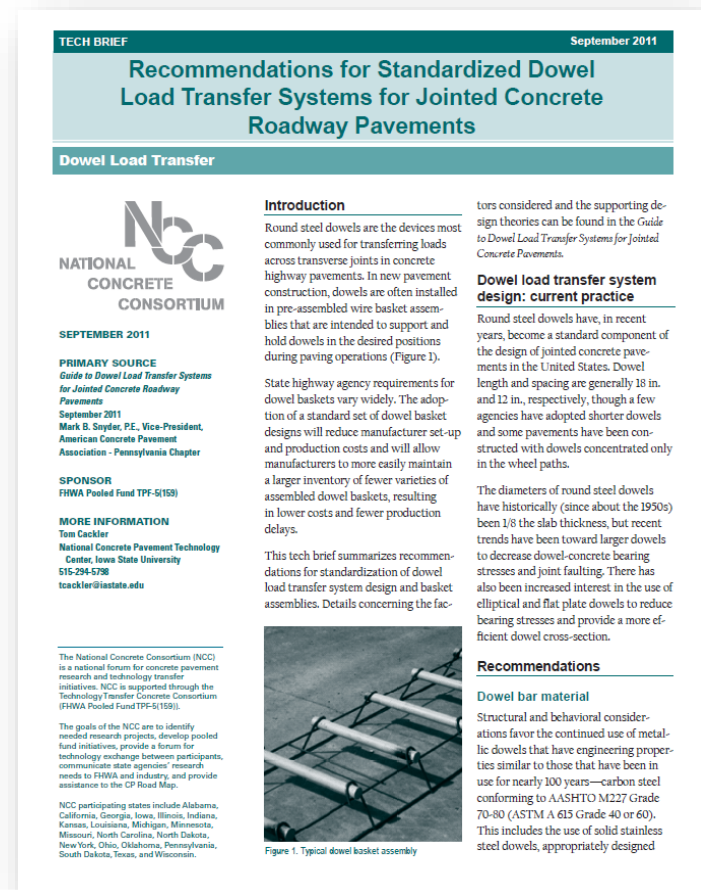 TECH BRIEF
September 2011
Recommendations for Standardized Dowel
Load Transfer Systems for Jointed Concrete
Roadway Pavements
Dowel Load Transfer
NCC
NATIONAL
CONCRETE
CONSORTIUM
SEPTEMBER 2011
PRIMARY SOURCE
Guide to Dowel Load Transfer Systems
for Jointed Concrete Roadway
Pavements
September 2011
Mark B. Snyder, P.E., Vice-President,
American Concrete Pavement
Association - Pennsylvania Chapter
SPONSOR
FHWA Pooled Fund TPF-5(159)
MORE INFORMATION
Tom Cackler
National Concrete Pavement Technology
Center, Iowa State University
515-294-5798
tcackler@iastate.edu
The National Concrete Consortium (NCC)
is a national forum for concrete pavement
research and technology transfer
initiatives. NCC is supported through the
Technology Transfer Concrete Consortium
(FHWA Pooled Fund TPF-5(159)).
The goals of the NCC are to identify
needed research projects, develop pooled
fund initiatives, provide a forum for
technology exchange between participants,
communicate state agencies' research
needs to FHWA and industry, and provide
assistance to the CP Road Map.
NCC participating states include Alabama,
California, Georgia, Iowa, Illinois, Indiana,
Kansas, Louisiana, Michigan, Minnesota,
Missouri, North Carolina, North Dakota,
New York, Ohio, Oklahoma, Pennsylvania,
South Dakota, Texas, and Wisconsin.
Introduction
Round steel dowels are the devices most
commonly used for transferring loads
across transverse joints in concrete
highway pavements. In new pavement
construction, dowels are often installed
in pre-assembled wire basket assem-
blies that are intended to support and
hold dowels in the desired positions
during paving operations (Figure 1).
State highway agency requirements for
dowel baskets vary widely. The adop-
tion of a standard set of dowel basket
designs will reduce manufacturer set-up
and production costs and will allow
manufacturers to more easily maintain
a larger inventory of fewer varieties of
assembled dowel baskets, resulting
in lower costs and fewer production
delays.
This tech brief summarizes recommen-
dations for standardization of dowel
load transfer system design and basket
assemblies. Details concerning the fac-
Figure 1. Typical dowel basket assembly
tors considered and the supporting de-
sign theories can be found in the Guide
to Dowel Load Transfer Systems for Jointed
Concrete Pavements.
Dowel load transfer system
design: current practice
Round steel dowels have, in recent
years, become a standard component of
the design of jointed concrete pave-
ments in the United States. Dowel
length and spacing are generally 18 in.
and 12 in., respectively, though a few
agencies have adopted shorter dowels
and some pavements have been con-
structed with dowels concentrated only
in the wheel paths.
The diameters of round steel dowels
have historically (since about the 1950s)
been 1/8 the slab thickness, but recent
trends have been toward larger dowels
to decrease dowel-concrete bearing
stresses and joint faulting. There has
also been increased interest in the use of
elliptical and flat plate dowels to reduce
bearing stresses and provide a more ef-
ficient dowel cross-section.
Recommendations
Dowel bar material
Structural and behavioral consider-
ations favor the continued use of metal-
lic dowels that have engineering proper-
ties similar to those that have been in
use for nearly 100 years—carbon steel
conforming to AASHTO M227 Grade
70-80 (ASTM A 615 Grade 40 or 60).
This includes the use of solid stainless
steel dowels, appropriately designed